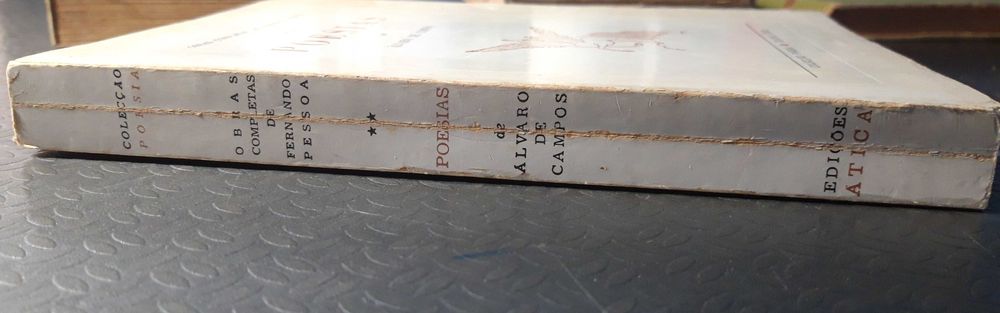 COLECÇÃO
POESIA
OBRAS
COMPLETAS
DE
FERNANDO
PESSOA
**
POESIAS
de
ÁLVARO
DE
CAMPOS
EDIÇÕES
ÁTICA